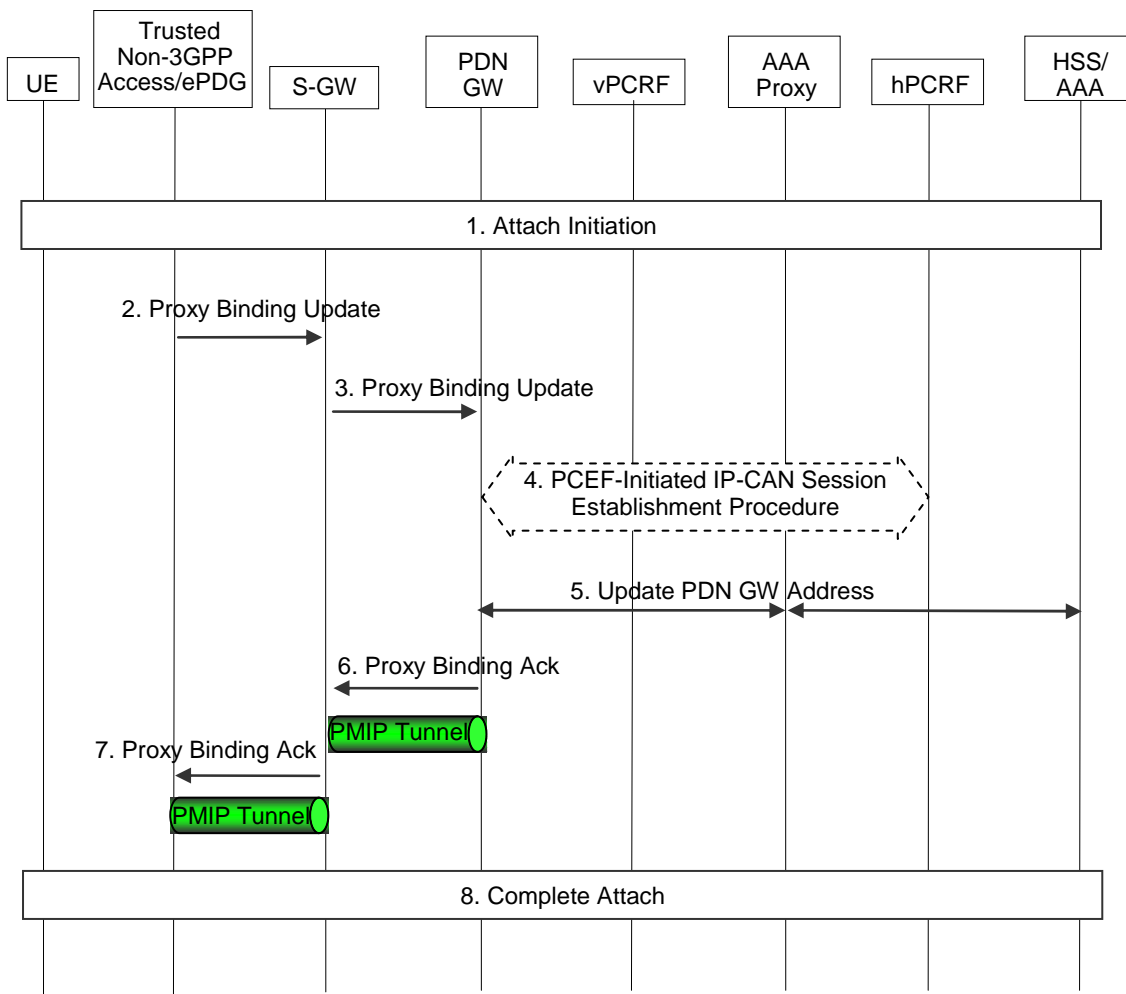 Trusted
Non-3GPP
Access/ePDG
UE
S-GW
PDN
GW
vPCRF
AAA
Proxy
hPCRF
HSS/
AAA
1. Attach Initiation
2. Proxy Binding Update
3. Proxy Binding Update
4. PCEF-Initiated IP-CAN Session
Establishment Procedure
5. Update PDN GW Address
6. Proxy Binding Ack
PMIP Tunnel
7. Proxy Binding Ack
PMIP Tunnel
8. Complete Attach